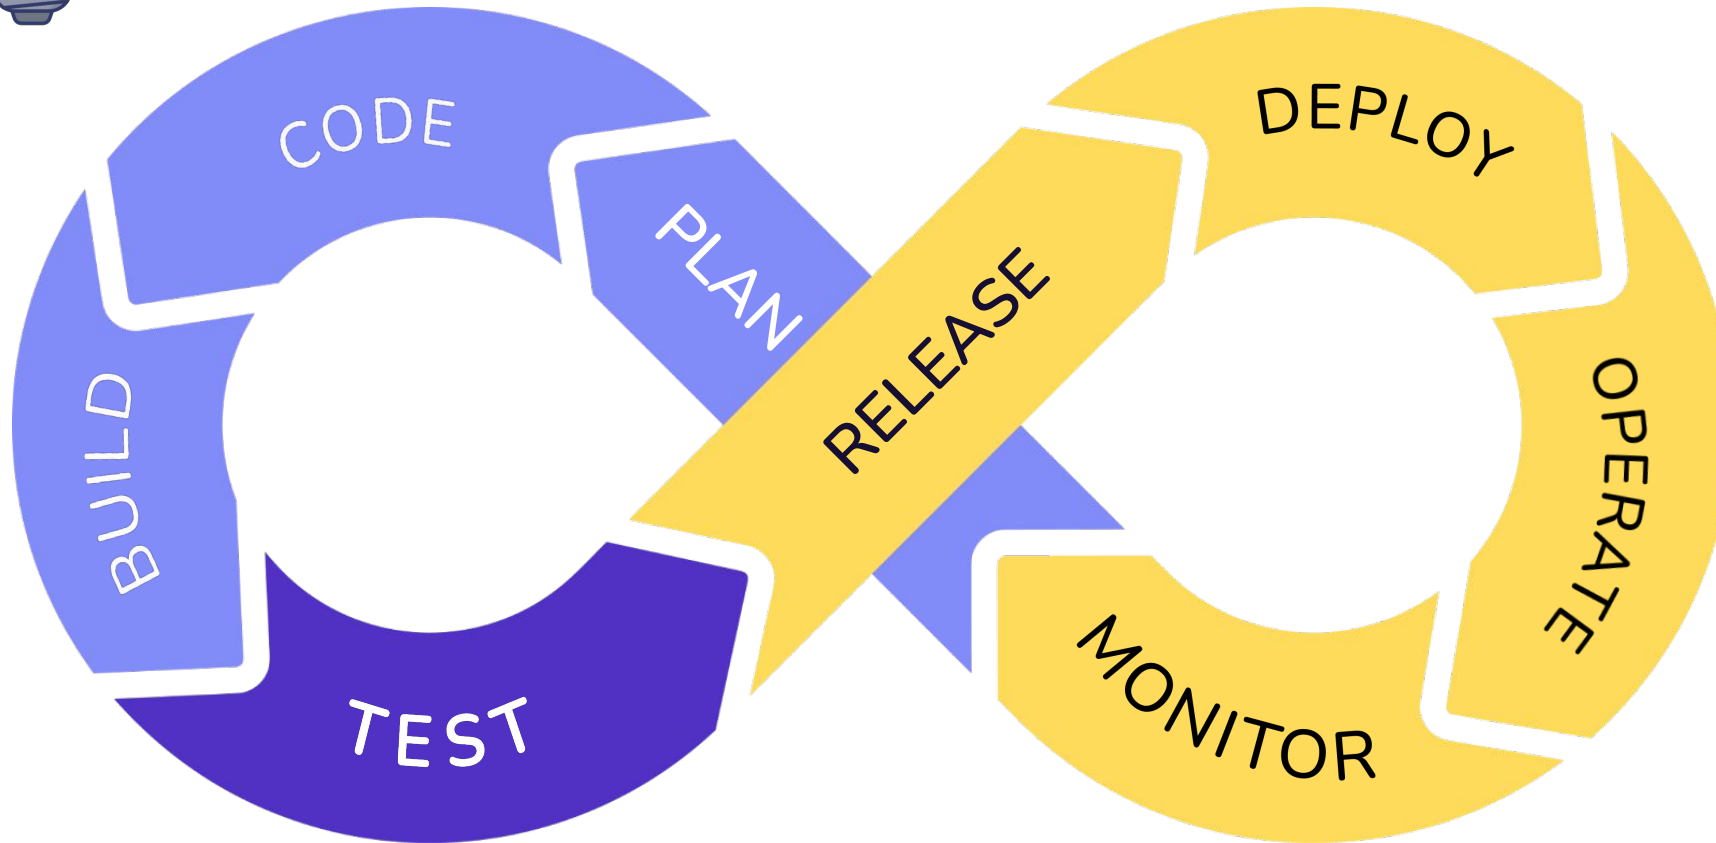 PLAN
CODE
BUILD
TEST
RELEASE
DEPLOY
OPERATE
MONITOR